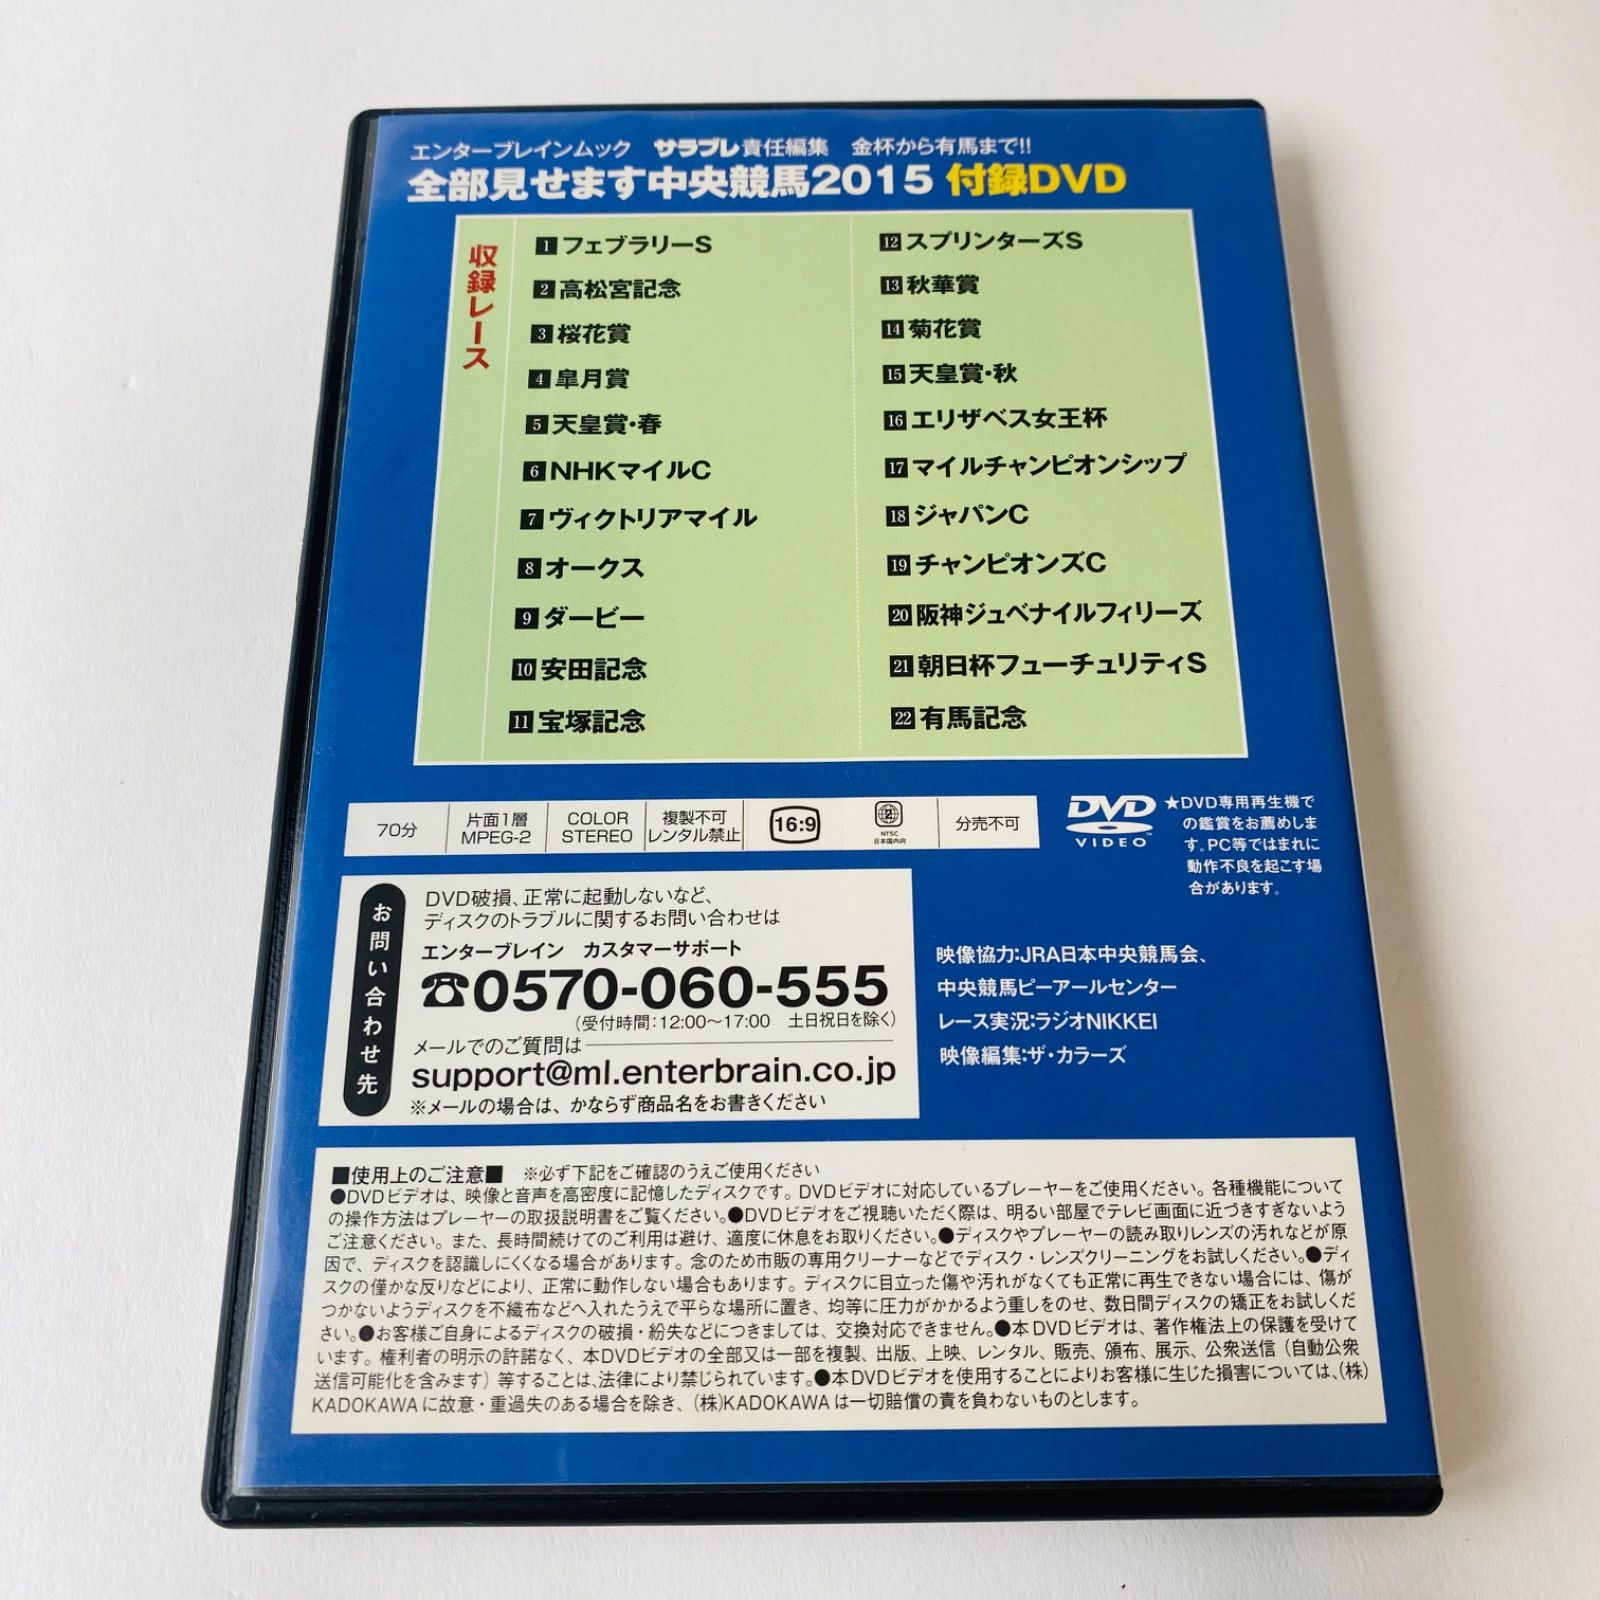 エンターブレインムック サラブレ責任編集 金杯から有馬まで!!
全部見せます中央競馬2015 付録DVD
収録レース
1 フェブラリーS
2 高松宮記念
3 桜花賞
4 皐月賞
5 天皇賞・春
6 NHKマイルC
7 ヴィクトリアマイル
8 オークス
9 ダービー
10 安田記念
11 宝塚記念
12 スプリンターズS
13 秋華賞
14 菊花賞
15 天皇賞・秋
16 エリザベス女王杯
17 マイルチャンピオンシップ
18 ジャパンC
19 チャンピオンズC
20 阪神ジュベナイルフィリーズ
21 朝日杯フューチュリティS
22 有馬記念
70分
片面1層
MPEG-2
COLOR
STEREO
複製不可
レンタル禁止
16:9
2
NTSC
日本国内向
分売不可
DVD
VIDEO
★DVD専用再生機で
の鑑賞をお薦めしま
す。PC等ではまれに
動作不良を起こす場
合があります。
お問い合わせ先
DVD破損、正常に起動しないなど、
ディスクのトラブルに関するお問い合わせは
エンターブレイン カスタマーサポート
☎0570-060-555
(受付時間:12:00〜17:00 土日祝日を除く)
メールでのご質問は
support@ml.enterbrain.co.jp
※メールの場合は、かならず商品名をお書きください
映像協力:JRA日本中央競馬会、
中央競馬ピーアールセンター
レース実況:ラジオNIKKEI
映像編集:ザ・カラーズ
■使用上のご注意■ ※必ず下記をご確認のうえご使用ください
●DVDビデオは、映像と音声を高密度に記憶したディスクです。DVDビデオに対応しているプレーヤーをご使用ください。各種機能について
の操作方法はプレーヤーの取扱説明書をご覧ください。●DVDビデオをご視聴いただく際は、明るい部屋でテレビ画面に近づきすぎないよう
ご注意ください。また、長時間続けてのご利用は避け、適度に休息をお取りください。●ディスクやプレーヤーの読み取りレンズの汚れなどが原
因で、ディスクを認識しにくくなる場合があります。念のため市販の専用クリーナーなどでディスク・レンズクリーニングをお試しください。●ディ
スクの僅かな反りなどにより、正常に動作しない場合もあります。ディスクに目立った傷や汚れがなくても正常に再生できない場合には、傷が
つかないようディスクを不織布などへ入れたうえで平らな場所に置き、均等に圧力がかかるよう重しをのせ、数日間ディスクの矯正をお試しくだ
さい。●お客様ご自身によるディスクの破損・紛失などにつきましては、交換対応できません。●本DVDビデオは、著作権法上の保護を受けて
います。権利者の明示の許諾なく、本DVDビデオの全部又は一部を複製、出版、上映、レンタル、販売、頒布、展示、公衆送信（自動公衆
送信可能化を含みます）等することは、法律により禁じられています。●本DVDビデオを使用することによりお客様に生じた損害については、(株)
KADOKAWAに故意・重過失のある場合を除き、(株)KADOKAWAは一切賠償の責を負わないものとします。